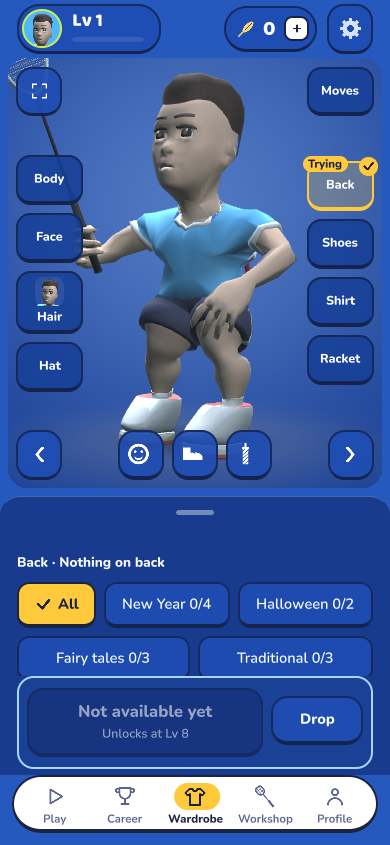 Lv 1
0
+
Moves
Body
Trying
Back
Face
Shoes
Hair
Shirt
Hat
Racket
Back · Nothing on back
All
New Year 0/4
Halloween 0/2
Fairy tales 0/3
Traditional 0/3
Not available yet
Unlocks at Lv 8
Drop
Play
Career
Wardrobe
Workshop
Profile